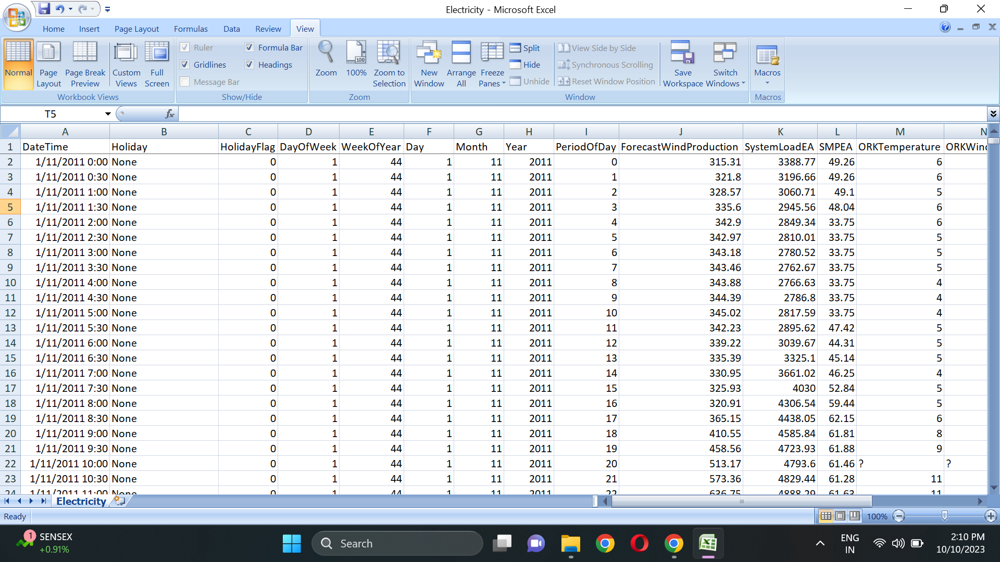 Electricity - Microsoft Excel
Home Insert Page Layout Formulas Data Review View
Normal Page Layout Page Break Preview Custom Views Full Screen
Workbook Views
Ruler Formula Bar
Gridlines Headings
Message Bar
Show/Hide
Zoom 100% Zoom to Selection
Zoom
New Window Arrange All Freeze Panes
Split
Hide
Unhide
View Side by Side
Synchronous Scrolling
Reset Window Position
Save Workspace Switch Windows
Window
Macros
Macros
T5 fx
A B C D E F G H I J K L M N
1 DateTime Holiday HolidayFlag DayOfWeek WeekOfYear Day Month Year PeriodOfDay ForecastWindProduction SystemLoadEA SMPEA ORKTemperature ORKWind
2 1/11/2011 0:00 None 0 1 44 1 11 2011 0 315.31 3388.77 49.26 6
3 1/11/2011 0:30 None 0 1 44 1 11 2011 1 321.8 3196.66 49.26 6
4 1/11/2011 1:00 None 0 1 44 1 11 2011 2 328.57 3060.71 49.1 5
5 1/11/2011 1:30 None 0 1 44 1 11 2011 3 335.6 2945.56 48.04 6
6 1/11/2011 2:00 None 0 1 44 1 11 2011 4 342.9 2849.34 33.75 6
7 1/11/2011 2:30 None 0 1 44 1 11 2011 5 342.97 2810.01 33.75 5
8 1/11/2011 3:00 None 0 1 44 1 11 2011 6 343.18 2780.52 33.75 5
9 1/11/2011 3:30 None 0 1 44 1 11 2011 7 343.46 2762.67 33.75 5
10 1/11/2011 4:00 None 0 1 44 1 11 2011 8 343.88 2766.63 33.75 4
11 1/11/2011 4:30 None 0 1 44 1 11 2011 9 344.39 2786.8 33.75 4
12 1/11/2011 5:00 None 0 1 44 1 11 2011 10 345.02 2817.59 33.75 4
13 1/11/2011 5:30 None 0 1 44 1 11 2011 11 342.23 2895.62 47.42 5
14 1/11/2011 6:00 None 0 1 44 1 11 2011 12 339.22 3039.67 44.31 5
15 1/11/2011 6:30 None 0 1 44 1 11 2011 13 335.39 3325.1 45.14 5
16 1/11/2011 7:00 None 0 1 44 1 11 2011 14 330.95 3661.02 46.25 4
17 1/11/2011 7:30 None 0 1 44 1 11 2011 15 325.93 4030 52.84 5
18 1/11/2011 8:00 None 0 1 44 1 11 2011 16 320.91 4306.54 59.44 5
19 1/11/2011 8:30 None 0 1 44 1 11 2011 17 365.15 4438.05 62.15 6
20 1/11/2011 9:00 None 0 1 44 1 11 2011 18 410.55 4585.84 61.81 8
21 1/11/2011 9:30 None 0 1 44 1 11 2011 19 458.56 4723.93 61.88 9
22 1/11/2011 10:00 None 0 1 44 1 11 2011 20 513.17 4793.6 61.46 ? ?
23 1/11/2011 10:30 None 0 1 44 1 11 2011 21 573.36 4829.44 61.28 11
24 1/11/2011 11:00 None 0 1 44 1 11 2011 22 636.75 4888.29 61.63 11
Electricity
Ready 100%
1 SENSEX
+0.91%
Search
ENG
IN
2:10 PM
10/10/2023